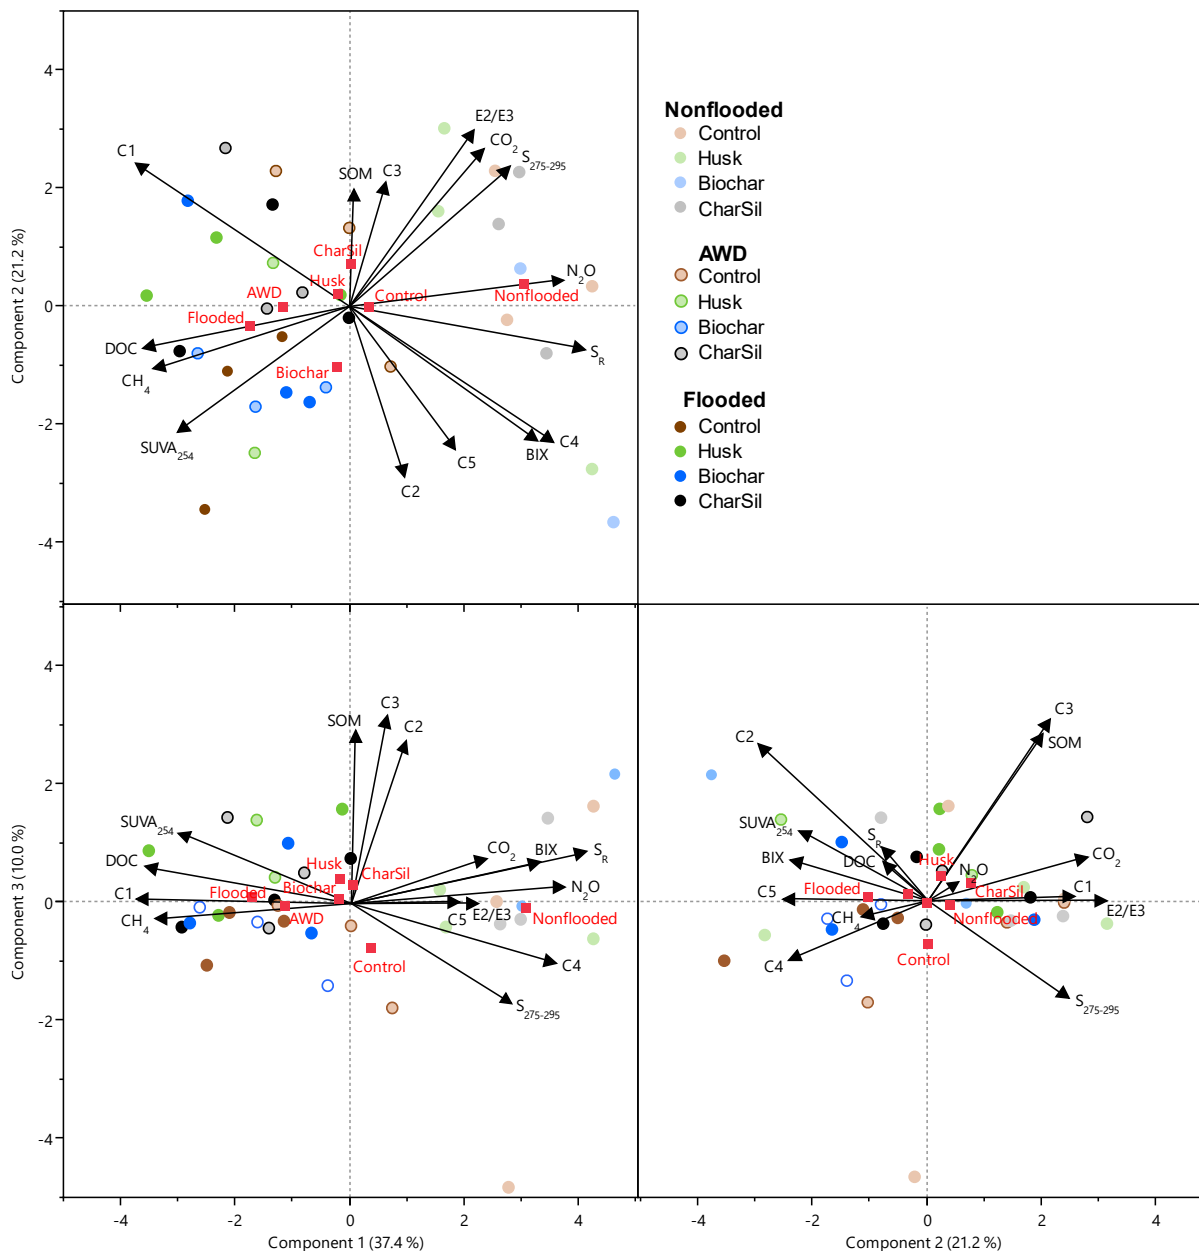 Component 2 (21.2 %)
4
2
0
-2
-4
E2/E3
CO2
S275-295
C1
SOM
C3
CharSil
Husk
N2O
AWD
Control
Nonflooded
Flooded
DOC
CH4
SR
Biochar
SUVA254
C4
BIX
C5
C2
Nonflooded
Control
Husk
Biochar
CharSil
AWD
Control
Husk
Biochar
CharSil
Flooded
Control
Husk
Biochar
CharSil
Component 3 (10.0 %)
4
2
0
-2
-4
C3
SOM
C2
SUVA254
DOC
CO2
BIX
SR
Husk
CharSil
Biochar
N2O
C1
Flooded
CH4
AWD
C5
E2/E3
Nonflooded
Control
C4
S275-295
-4
-2
0
2
4
Component 1 (37.4 %)
C3
C2
SOM
SUVA254
SR
BIX
DOC
Husk
CO2
N2O
C5
Flooded
CharSil
C1
CH4
Nonflooded
E2/E3
Control
C4
S275-295
-4
-2
0
2
4
Component 2 (21.2 %)